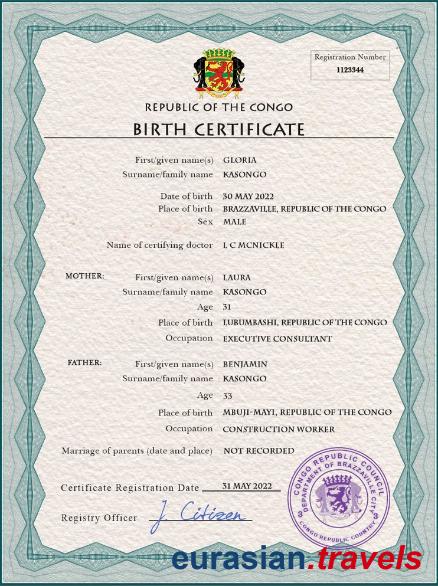 Registration Number
1123344
REPUBLIC OF THE CONGO
BIRTH CERTIFICATE
First/given name(s) GLORIA
Surname/family name KASONGO
Date of birth 30 MAY 2022
Place of birth BRAZZAVILLE, REPUBLIC OF THE CONGO
Sex MALE
Name of certifying doctor L C MCNICKLE
MOTHER: First/given name(s) LAURA
Surname/family name KASONGO
Age 31
Place of birth LUBUMBASHI, REPUBLIC OF THE CONGO
Occupation EXECUTIVE CONSULTANT
FATHER: First/given name(s) BENJAMIN
Surname/family name KASONGO
Age 33
Place of birth MBUJI-MAYI, REPUBLIC OF THE CONGO
Occupation CONSTRUCTION WORKER
Marriage of parents (date and place) NOT RECORDED
Certificate Registration Date 31 MAY 2022
Registry Officer J Citizen
CONGO REPUBLIC COUNCIL
DEPARTMENT OF BRAZZAVILLE CITY
CONGO REPUBLIC COUNTRY
eurasian.travels